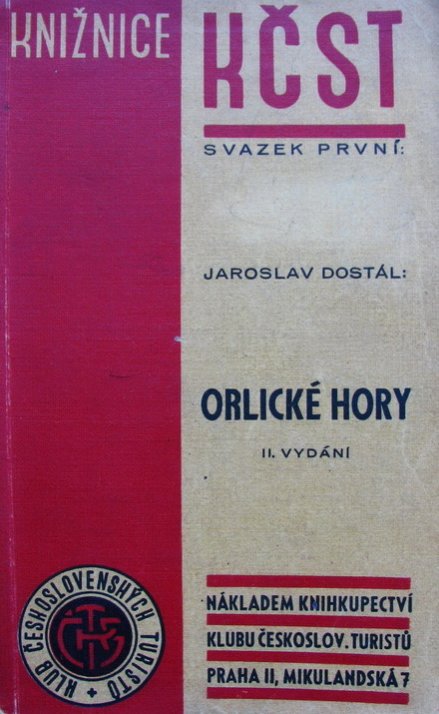 KNIŽNICE KČST
SVAZEK PRVNÍ:
JAROSLAV DOSTÁL:
ORLICKÉ HORY
II. VYDÁNÍ
NÁKLADEM KNIHKUPECTVÍ
KLUBU ČESKOSLOV. TURISTŮ
PRAHA II, MIKULANDSKÁ 7
KLUB ČESKOSLOVENSKÝCH TURISTŮ +
KČST